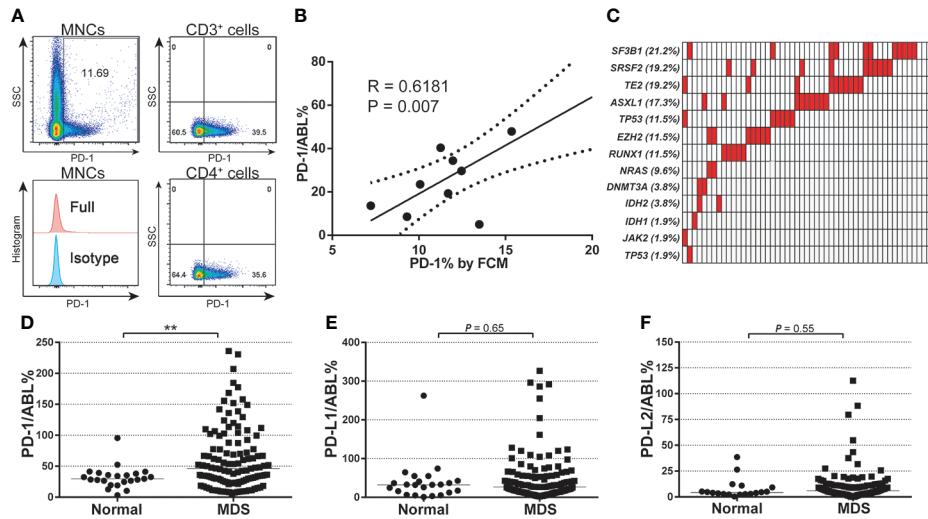 A
MNCs
CD3+ cells
SSC
11.69
PD-1
SSC
0
0
60.5
39.5
PD-1
MNCs
CD4+ cells
Histogram
Full
Isotype
PD-1
SSC
0
0
64.4
35.6
PD-1
B
PD-1/ABL%
80
60
40
20
0
R = 0.6181
P = 0.007
5
10
15
20
PD-1% by FCM
C
SF3B1 (21.2%)
SRSF2 (19.2%)
TE2 (19.2%)
ASXL1 (17.3%)
TP53 (11.5%)
EZH2 (11.5%)
RUNX1 (11.5%)
NRAS (9.6%)
DNMT3A (3.8%)
IDH2 (3.8%)
IDH1 (1.9%)
JAK2 (1.9%)
TP53 (1.9%)
D
**
PD-1/ABL%
250
200
150
100
50
0
Normal
MDS
E
P = 0.65
PD-L1/ABL%
400
300
200
100
0
Normal
MDS
F
P = 0.55
PD-L2/ABL%
150
125
100
75
50
25
0
Normal
MDS